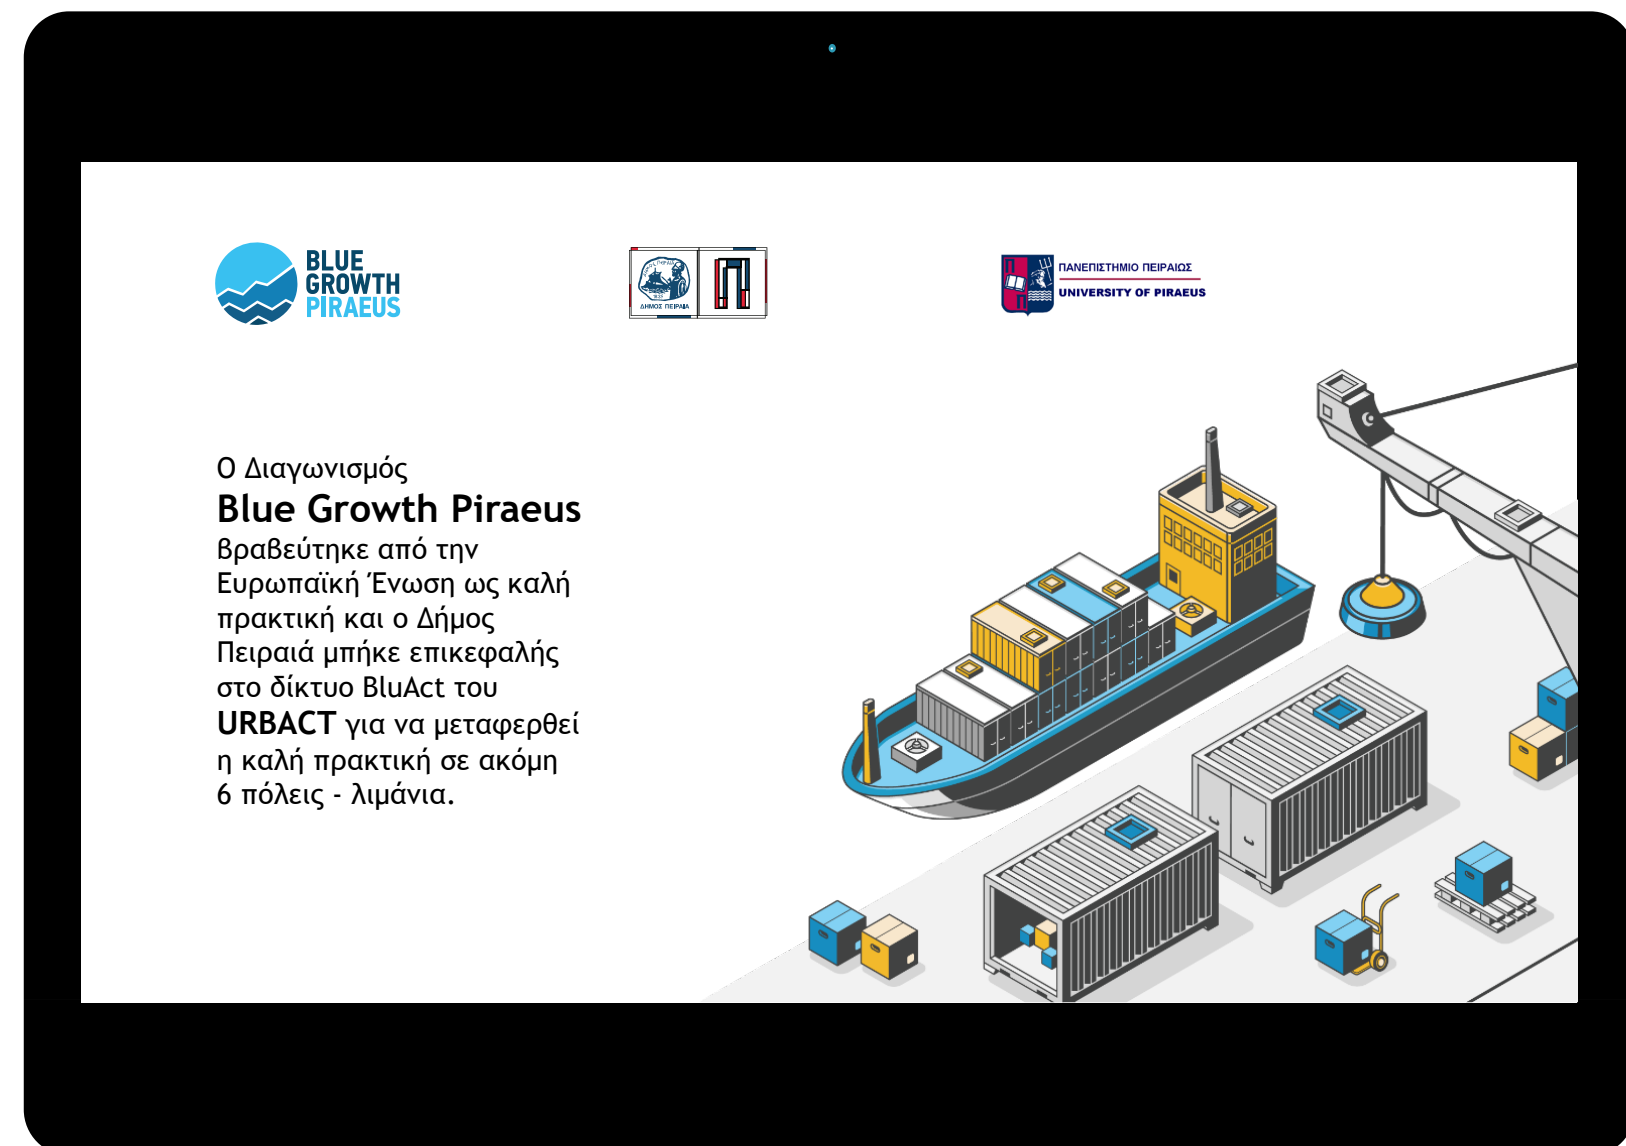 BLUE
GROWTH
PIRAEUS
ΔΗΜΟΣ ΠΕΙΡΑΙΑ
ΠΑΝΕΠΙΣΤΗΜΙΟ ΠΕΙΡΑΙΩΣ
UNIVERSITY OF PIRAEUS
Ο Διαγωνισμός
Blue Growth Piraeus
βραβεύτηκε από την
Ευρωπαϊκή Ένωση ως καλή
πρακτική και ο Δήμος
Πειραιά μπήκε επικεφαλής
στο δίκτυο BluAct του
URBACT για να μεταφερθεί
η καλή πρακτική σε ακόμη
6 πόλεις - λιμάνια.